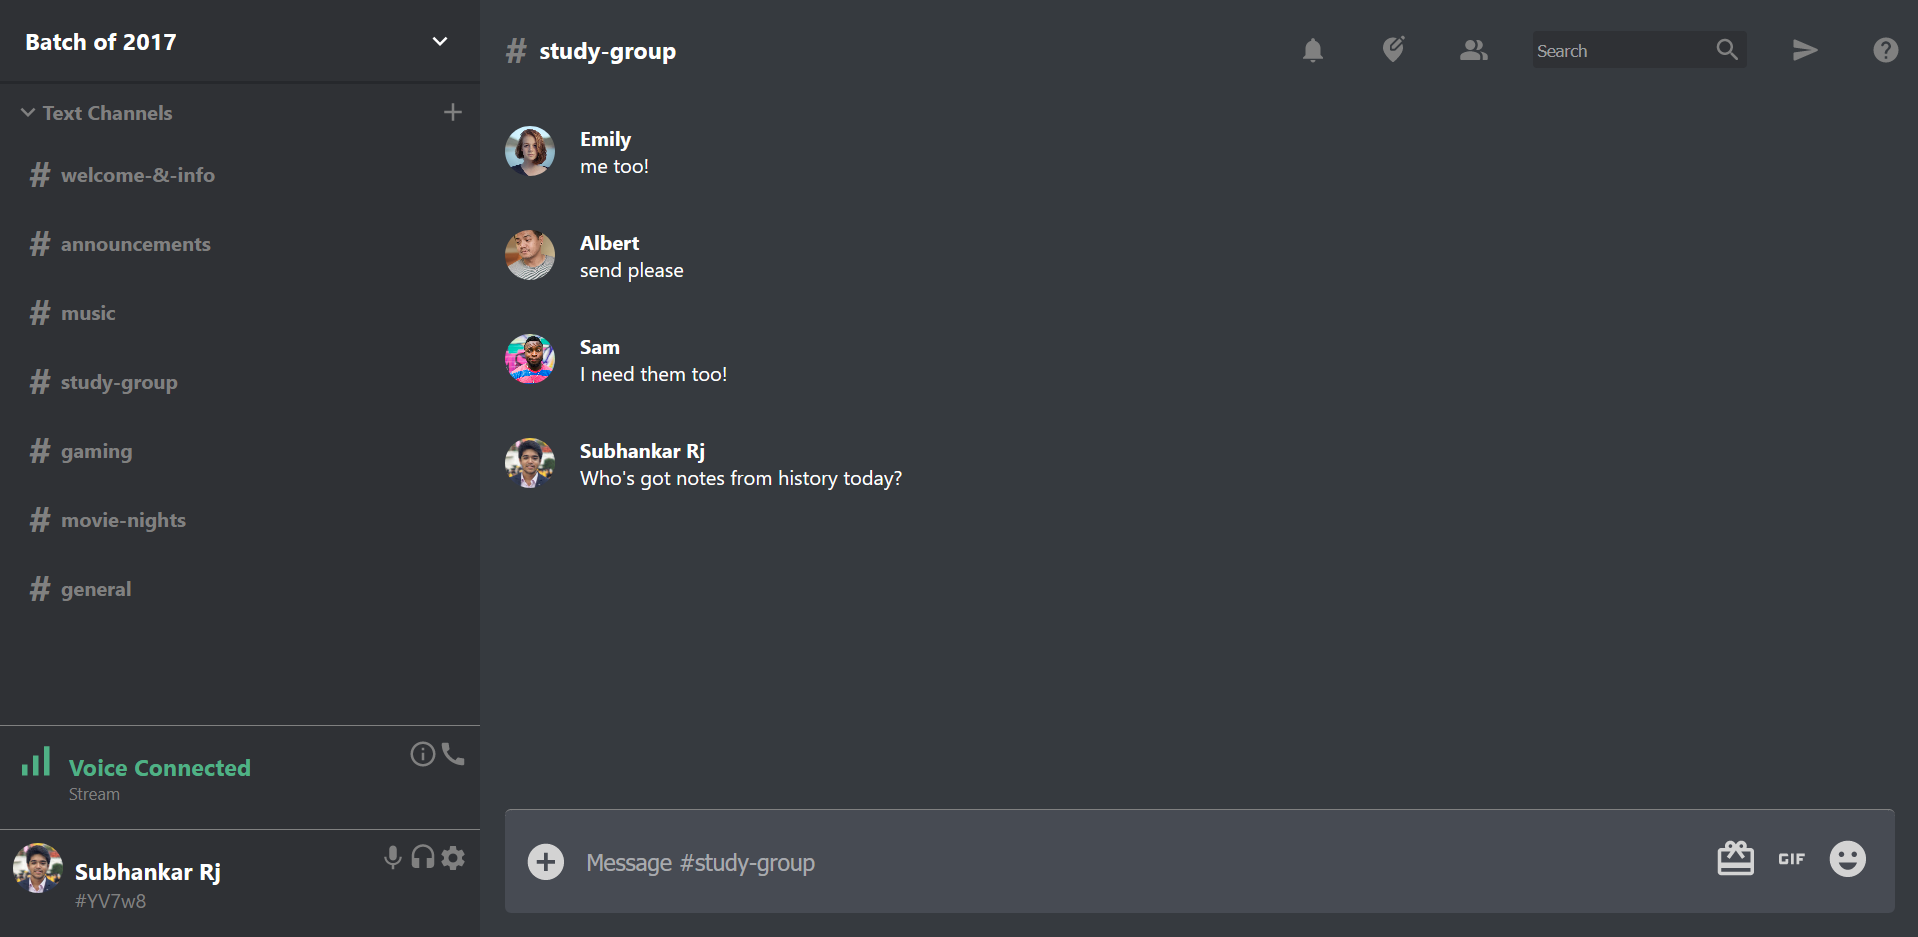 Batch of 2017
Text Channels
# welcome-&-info
# announcements
# music
# study-group
# gaming
# movie-nights
# general
Voice Connected
Stream
Subhankar Rj
#YV7w8
# study-group
Search
Emily
me too!
Albert
send please
Sam
I need them too!
Subhankar Rj
Who's got notes from history today?
Message #study-group
GIF